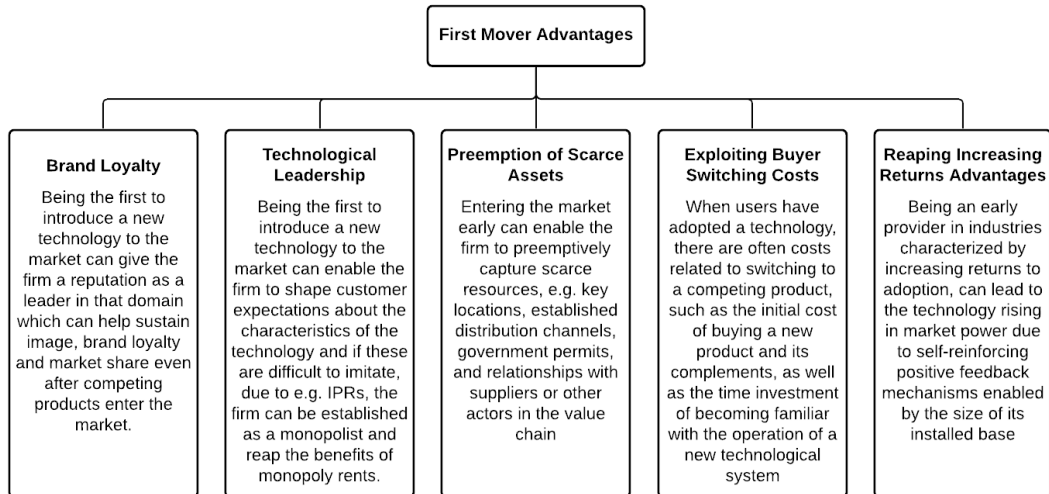 First Mover Advantages
Brand Loyalty
Being the first to
introduce a new
technology to the
market can give the
firm a reputation as a
leader in that domain
which can help sustain
image, brand loyalty
and market share even
after competing
products enter the
market.
Technological
Leadership
Being the first to
introduce a new
technology to the
market can enable the
firm to shape customer
expectations about the
characteristics of the
technology and if these
are difficult to imitate,
due to e.g. IPRs, the
firm can be established
as a monopolist and
reap the benefits of
monopoly rents.
Preemption of Scarce
Assets
Entering the market
early can enable the
firm to preemptively
capture scarce
resources, e.g. key
locations, established
distribution channels,
government permits,
and relationships with
suppliers or other
actors in the value
chain
Exploiting Buyer
Switching Costs
When users have
adopted a technology,
there are often costs
related to switching to
a competing product,
such as the initial cost
of buying a new
product and its
complements, as well
as the time investment
of becoming familiar
with the operation of a
new technological
system
Reaping Increasing
Returns Advantages
Being an early
provider in industries
characterized by
increasing returns to
adoption, can lead to
the technology rising
in market power due
to self-reinforcing
positive feedback
mechanisms enabled
by the size of its
installed base